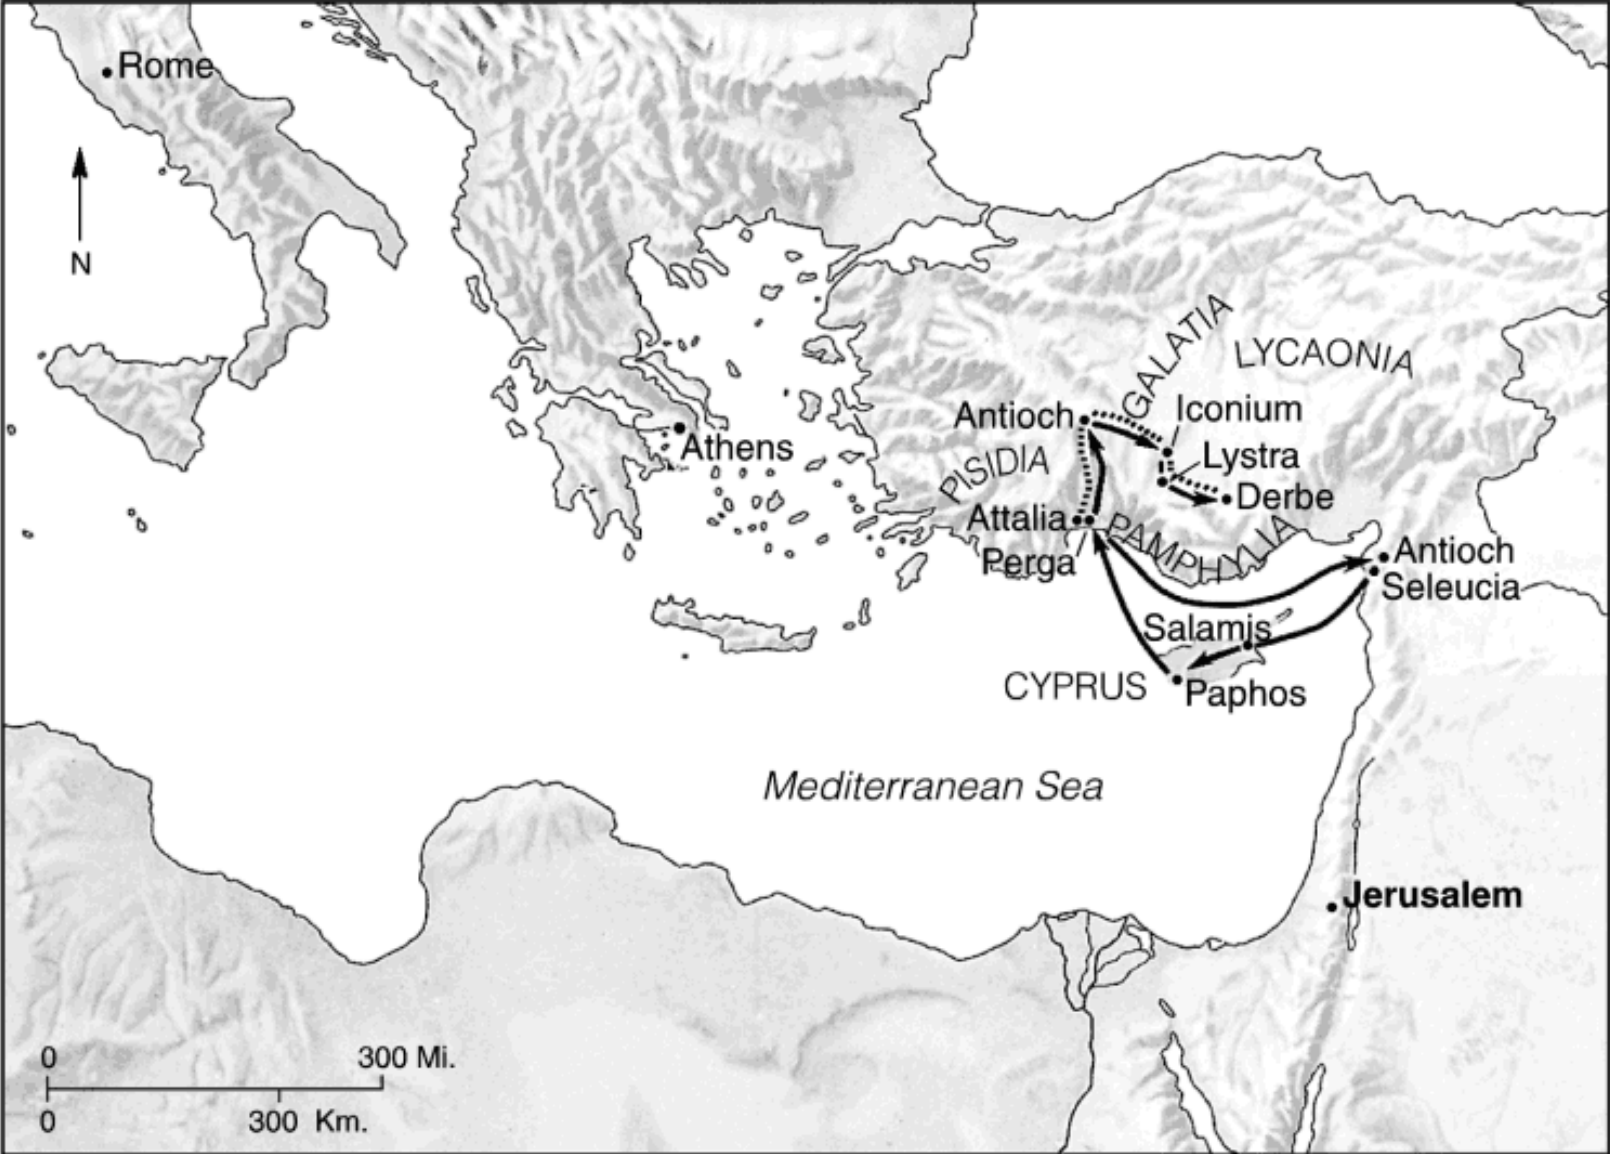 Rome
N
GALATIA
LYCAONIA
Antioch
Iconium
Athens
PISIDIA
Lystra
Derbe
Attalia
PAMPHYLIA
Perga
Antioch
Seleucia
Salamis
CYPRUS
Paphos
Mediterranean Sea
Jerusalem
0 300 Mi.
0 300 Km.